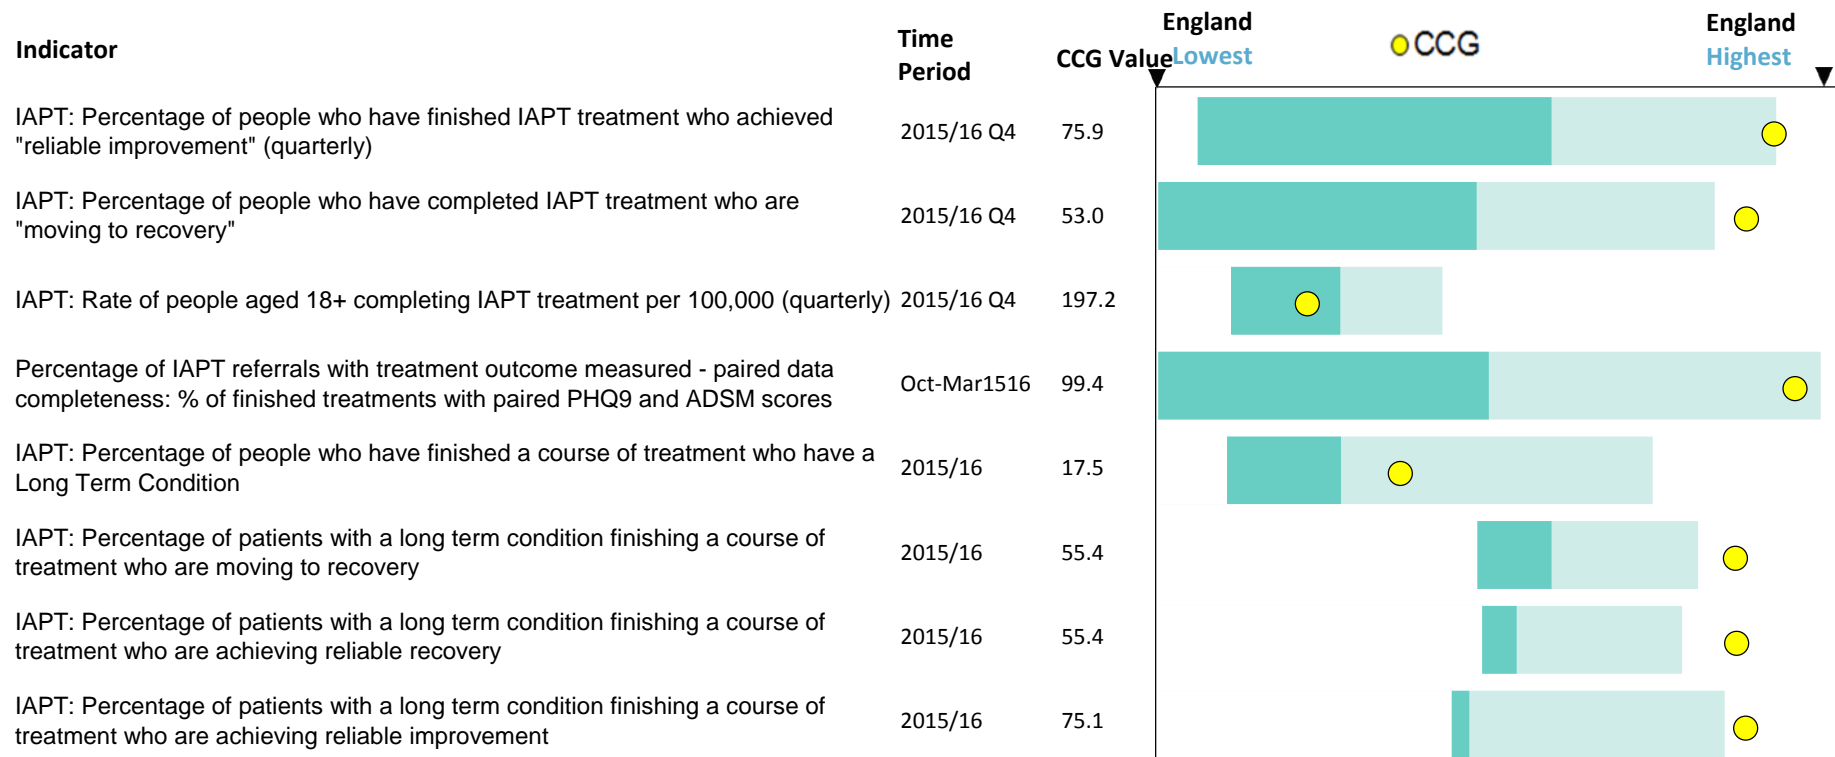 Indicator
Time
Period
CCG Value
England
Lowest
CCG
England
Highest
IAPT: Percentage of people who have finished IAPT treatment who achieved
"reliable improvement" (quarterly)
2015/16 Q4
75.9
IAPT: Percentage of people who have completed IAPT treatment who are
"moving to recovery"
2015/16 Q4
53.0
IAPT: Rate of people aged 18+ completing IAPT treatment per 100,000 (quarterly)
2015/16 Q4
197.2
Percentage of IAPT referrals with treatment outcome measured - paired data
completeness: % of finished treatments with paired PHQ9 and ADSM scores
Oct-Mar1516
99.4
IAPT: Percentage of people who have finished a course of treatment who have a
Long Term Condition
2015/16
17.5
IAPT: Percentage of patients with a long term condition finishing a course of
treatment who are moving to recovery
2015/16
55.4
IAPT: Percentage of patients with a long term condition finishing a course of
treatment who are achieving reliable recovery
2015/16
55.4
IAPT: Percentage of patients with a long term condition finishing a course of
treatment who are achieving reliable improvement
2015/16
75.1